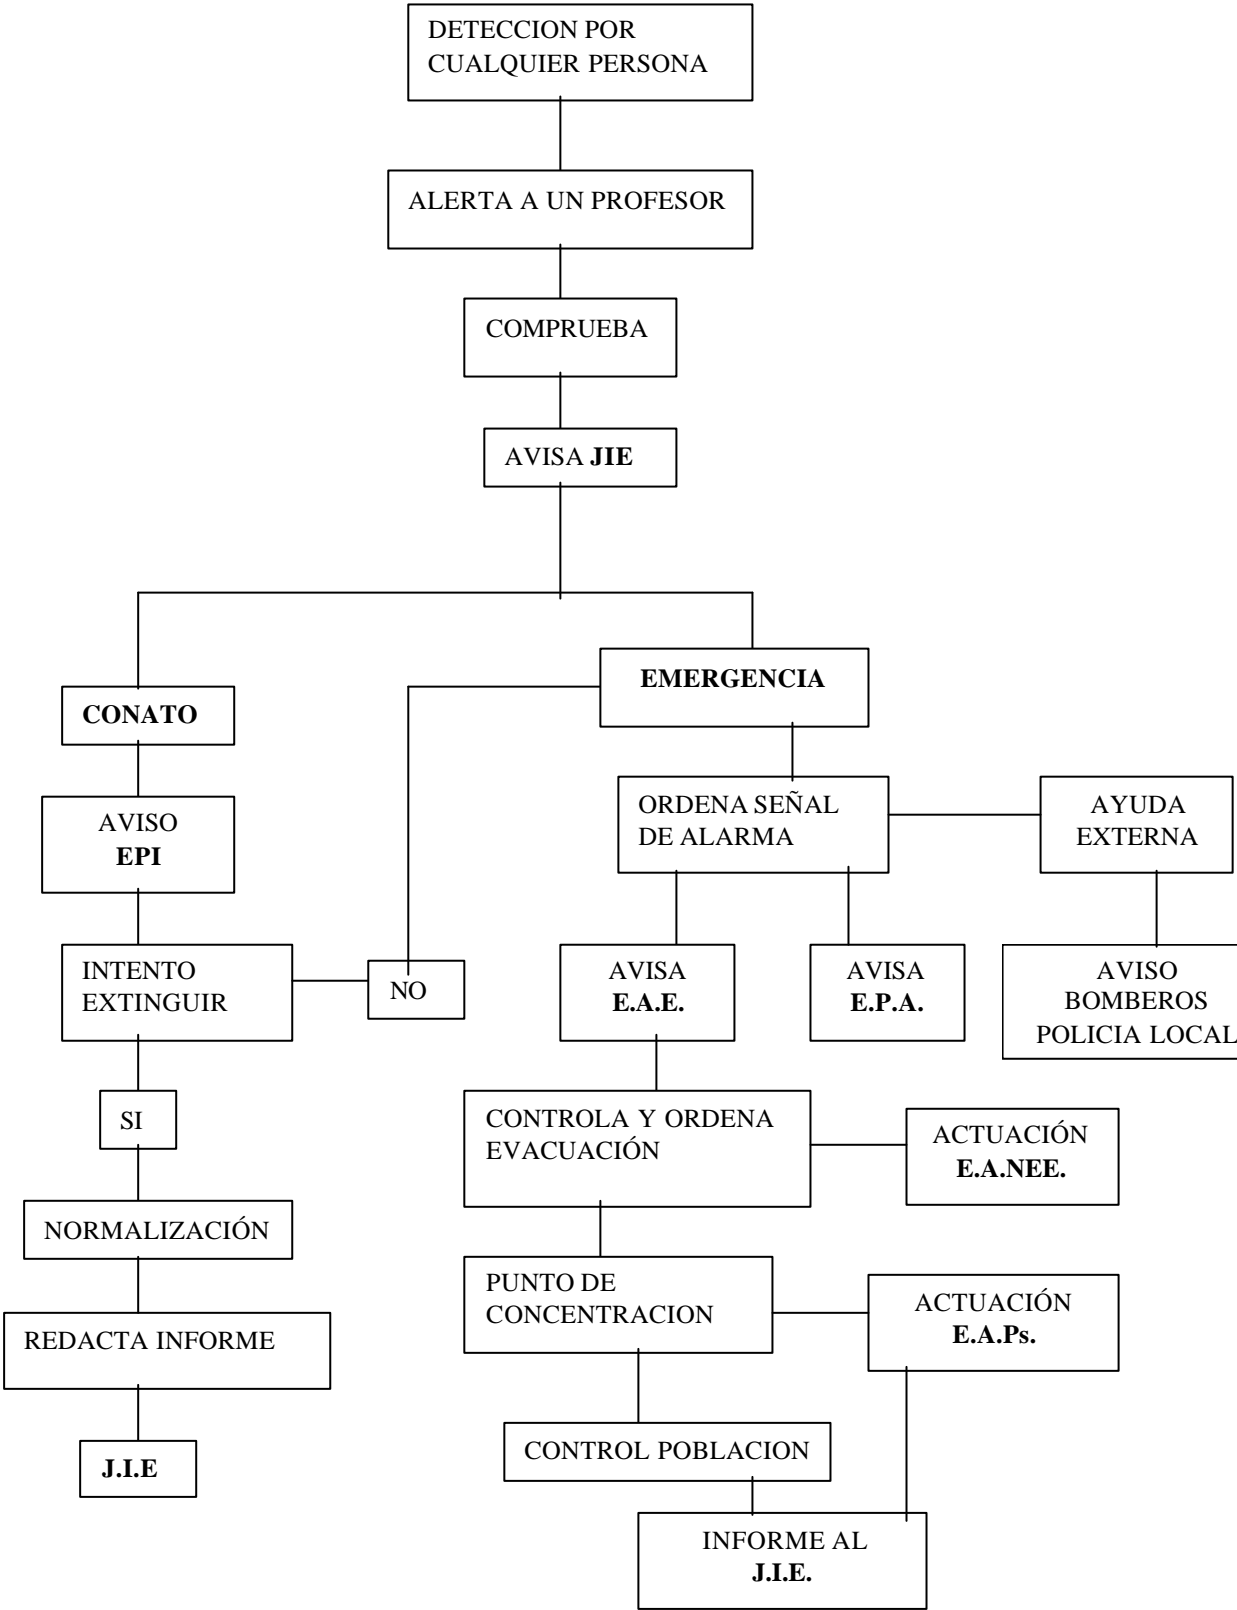 DETECCION POR
CUALQUIER PERSONA
ALERTA A UN PROFESOR
COMPRUEBA
AVISA JIE
EMERGENCIA
CONATO
ORDENA SEÑAL
DE ALARMA
AYUDA
EXTERNA
AVISO
EPI
INTENTO
EXTINGUIR
NO
AVISA
E.A.E.
AVISA
E.P.A.
AVISO
BOMBEROS
POLICIA LOCAL
SI
CONTROLA Y ORDENA
EVACUACIÓN
ACTUACIÓN
E.A.NEE.
NORMALIZACIÓN
PUNTO DE
CONCENTRACION
ACTUACIÓN
E.A.Ps.
REDACTA INFORME
CONTROL POBLACION
J.I.E
INFORME AL
J.I.E.